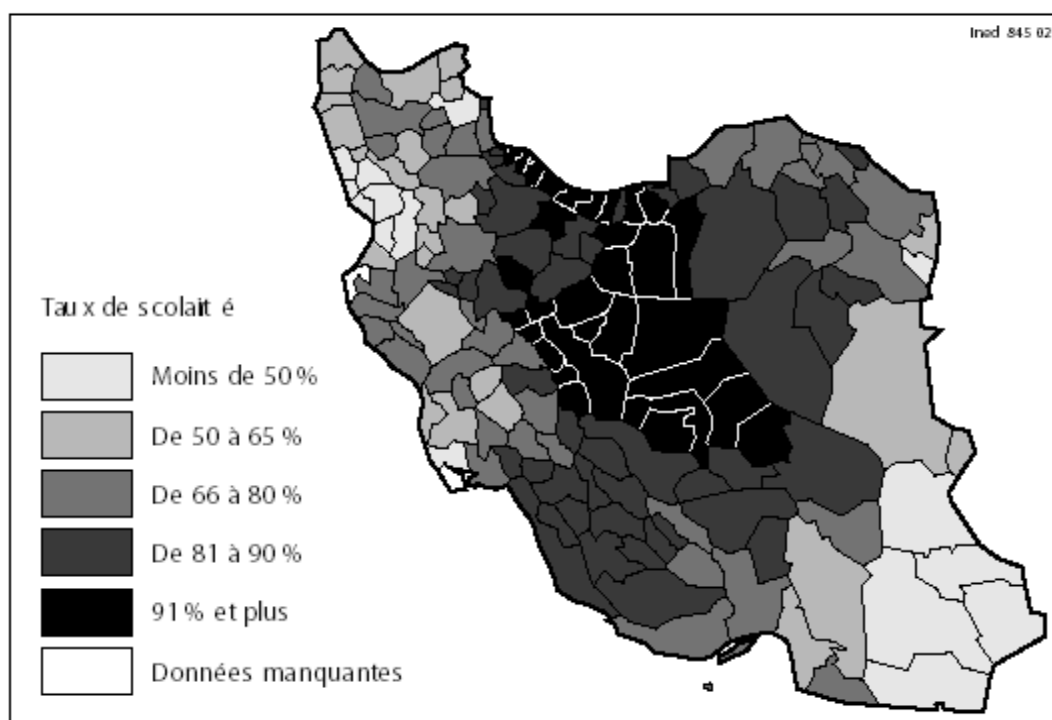 Ined 845 02
Taux de scolait é
Moins de 50 %
De 50 à 65 %
De 66 à 80 %
De 81 à 90 %
91 % et plus
Données manquantes